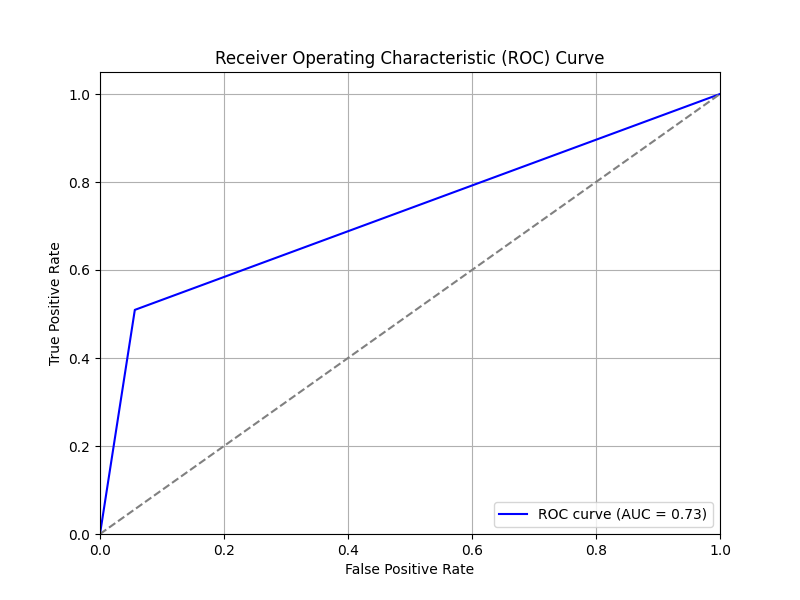 Receiver Operating Characteristic (ROC) Curve
1.0
0.8
0.6
0.4
0.2
0.0
True Positive Rate
0.0 0.2 0.4 0.6 0.8 1.0
False Positive Rate
ROC curve (AUC = 0.73)